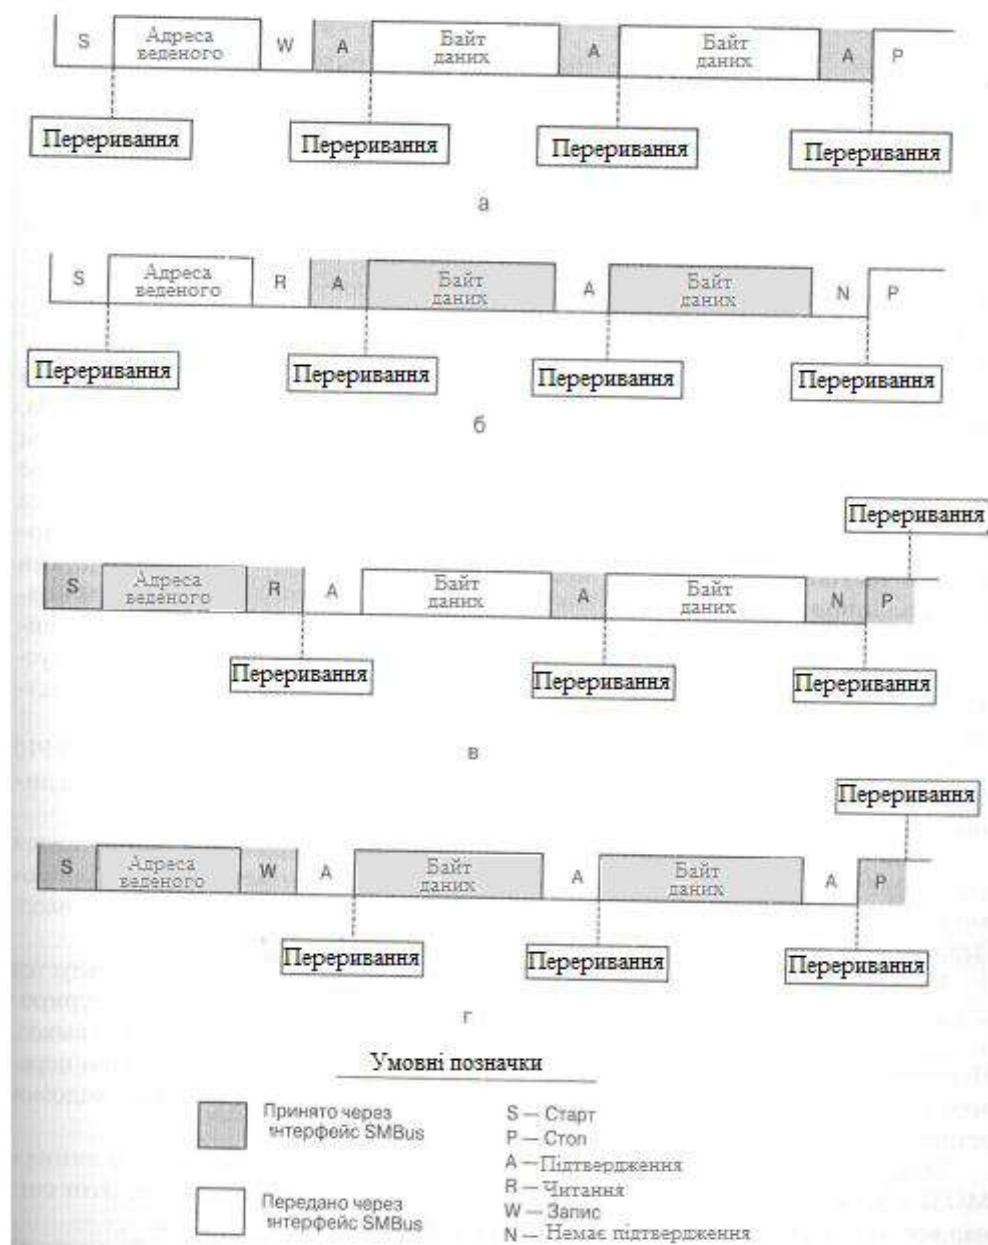 S Адреса веденого W A Байт даних A Байт даних A P
Переривання Переривання Переривання Переривання
а
S Адреса веденого R A Байт даних A Байт даних N P
Переривання Переривання Переривання Переривання
б
Переривання
S Адреса веденого R A Байт даних A Байт даних N P
Переривання Переривання Переривання
в
Переривання
S Адреса веденого W A Байт даних A Байт даних A P
Переривання Переривання Переривання
г
Умовні позначки
Принято через
інтерфейс SMBus
Передано через
інтерфейс SMBus
S — Старт
P — Стоп
A — Підтвердження
R — Читання
W — Запис
N — Немає підтвердження